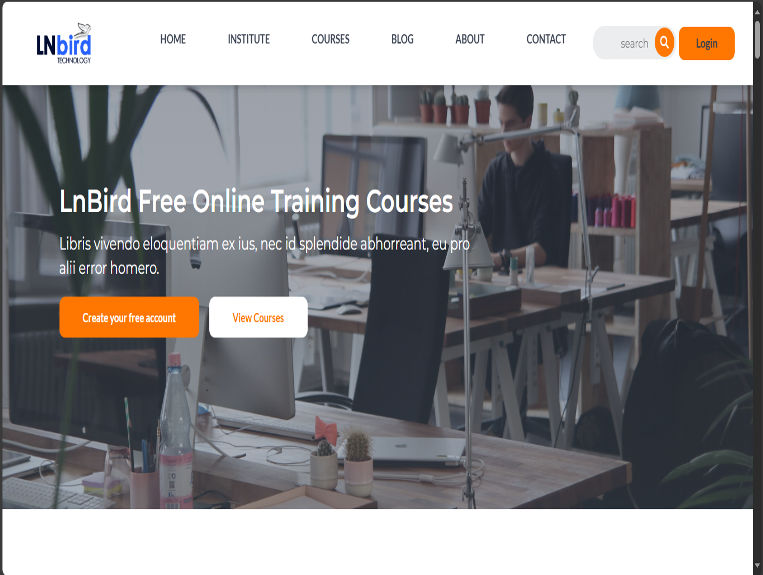 LNbird
TECHNOLOGY
HOME
INSTITUTE
COURSES
BLOG
ABOUT
CONTACT
search
Login
LnBird Free Online Training Courses
Libris vivendo eloquentiam ex ius, nec id splendide abhorreant, eu pro
alii error homero.
Create your free account
View Courses